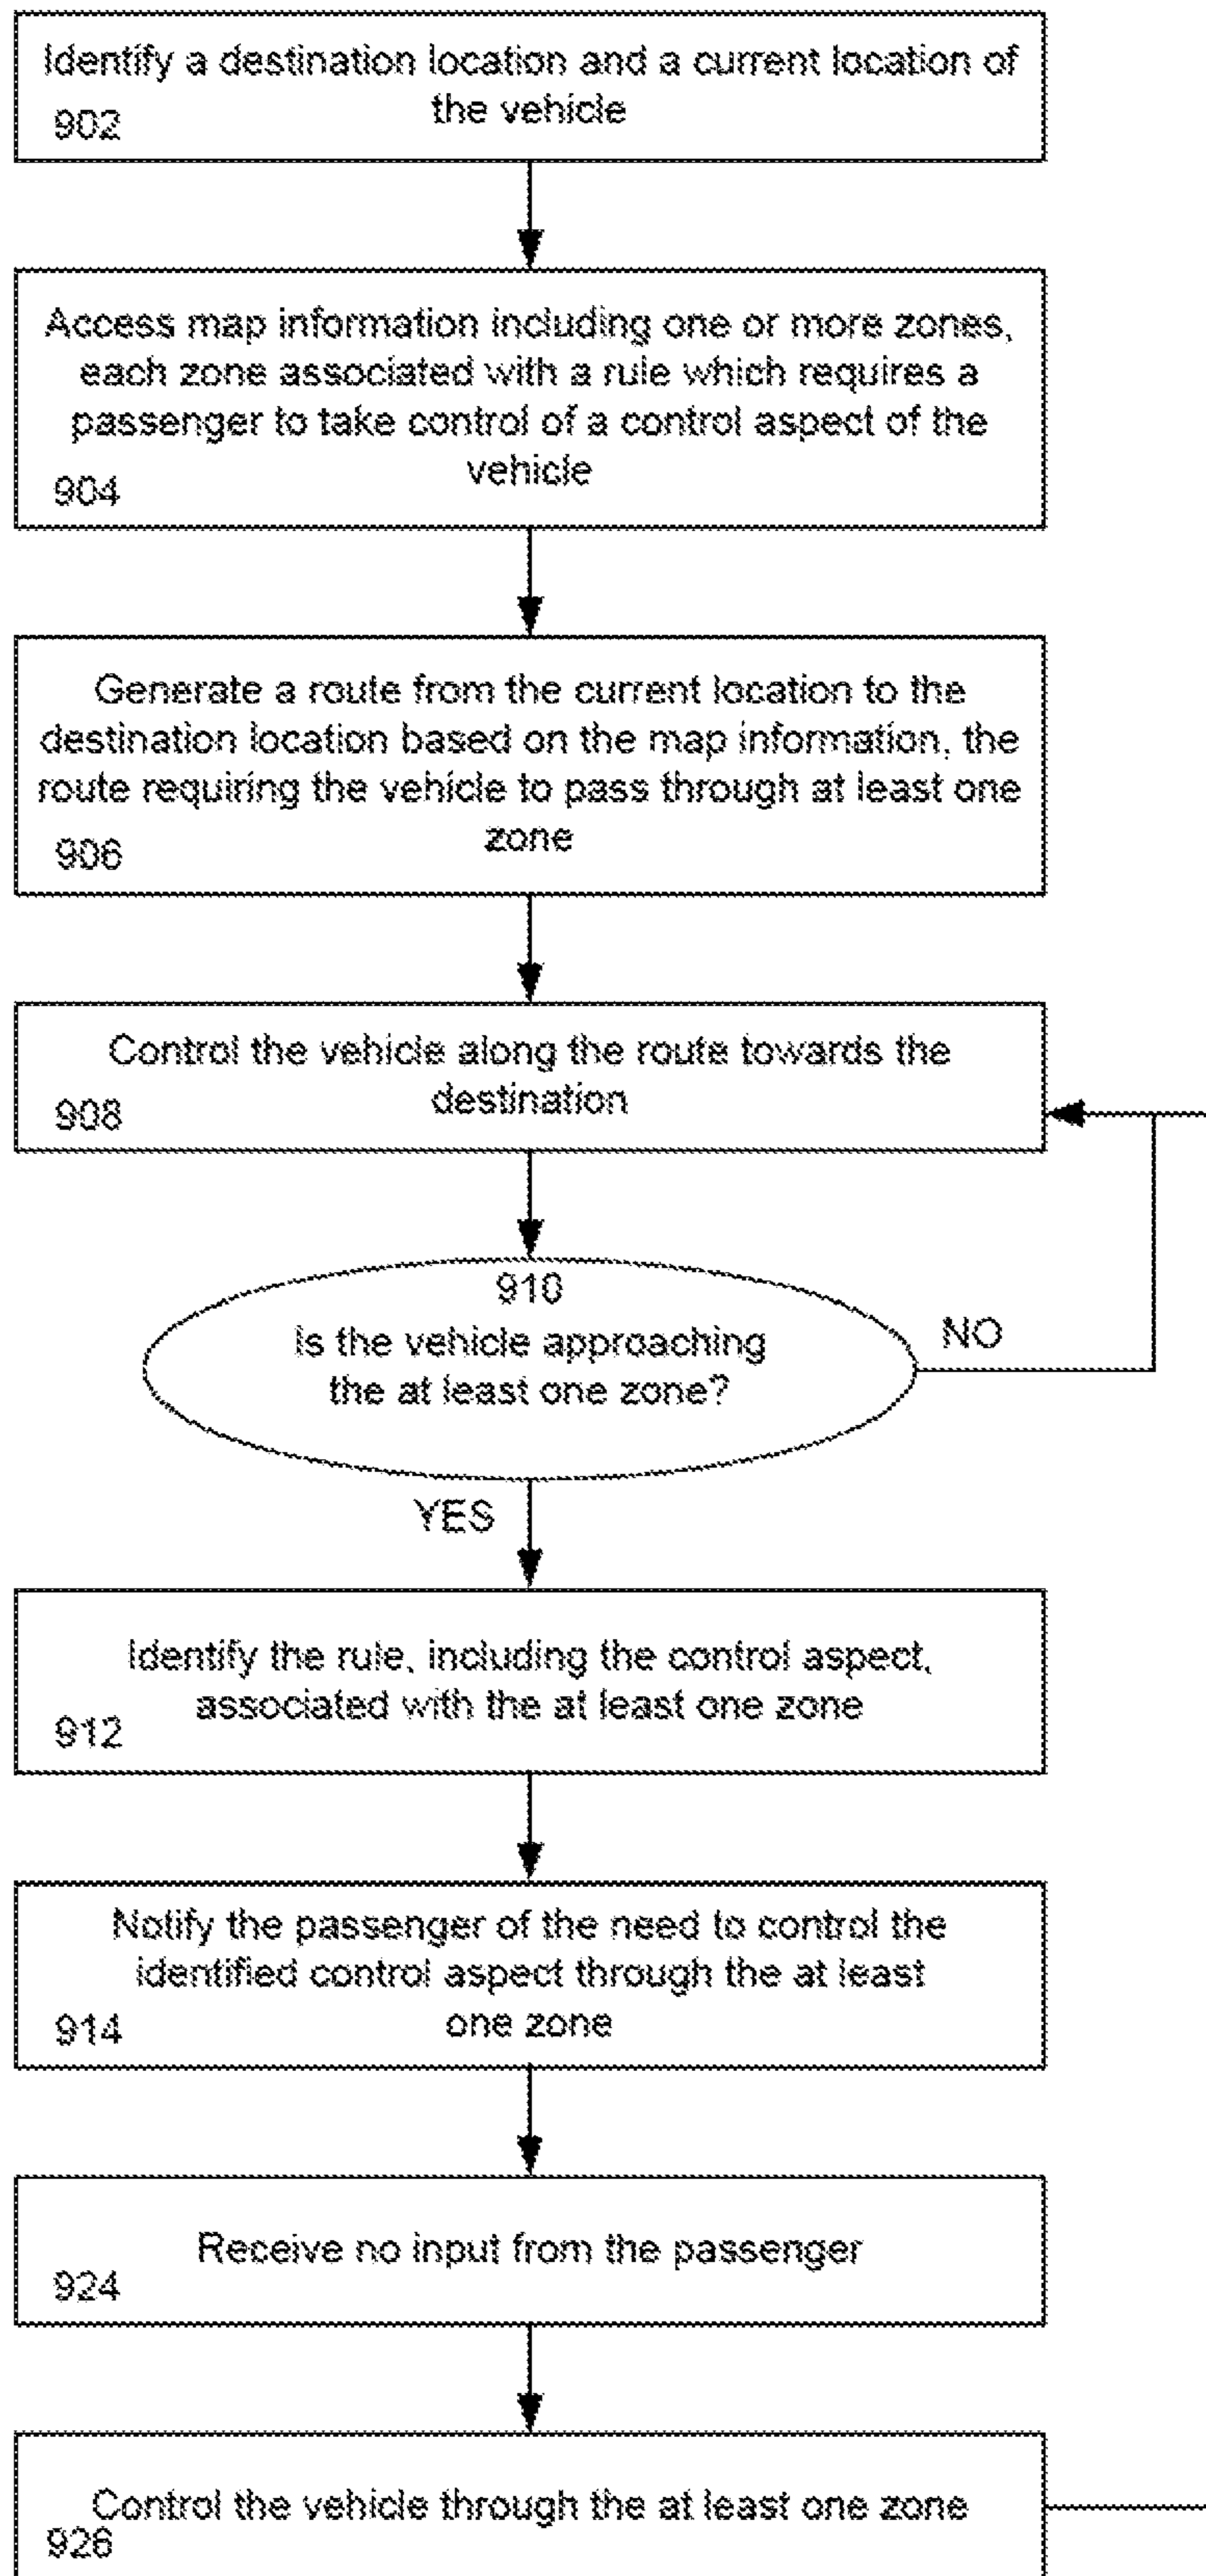 Identify a destination location and a current location of
the vehicle
902
Access map information including one or more zones,
each zone associated with a rule which requires a
passenger to take control of a control aspect of the
vehicle
904
Generate a route from the current location to the
destination location based on the map information, the
route requiring the vehicle to pass through at least one
zone
906
Control the vehicle along the route towards the
destination
908
910
Is the vehicle approaching
the at least one zone?
NO
YES
Identify the rule, including the control aspect,
associated with the at least one zone
912
Notify the passenger of the need to control the
identified control aspect through the at least
one zone
914
Receive no input from the passenger
924
Control the vehicle through the at least one zone
926